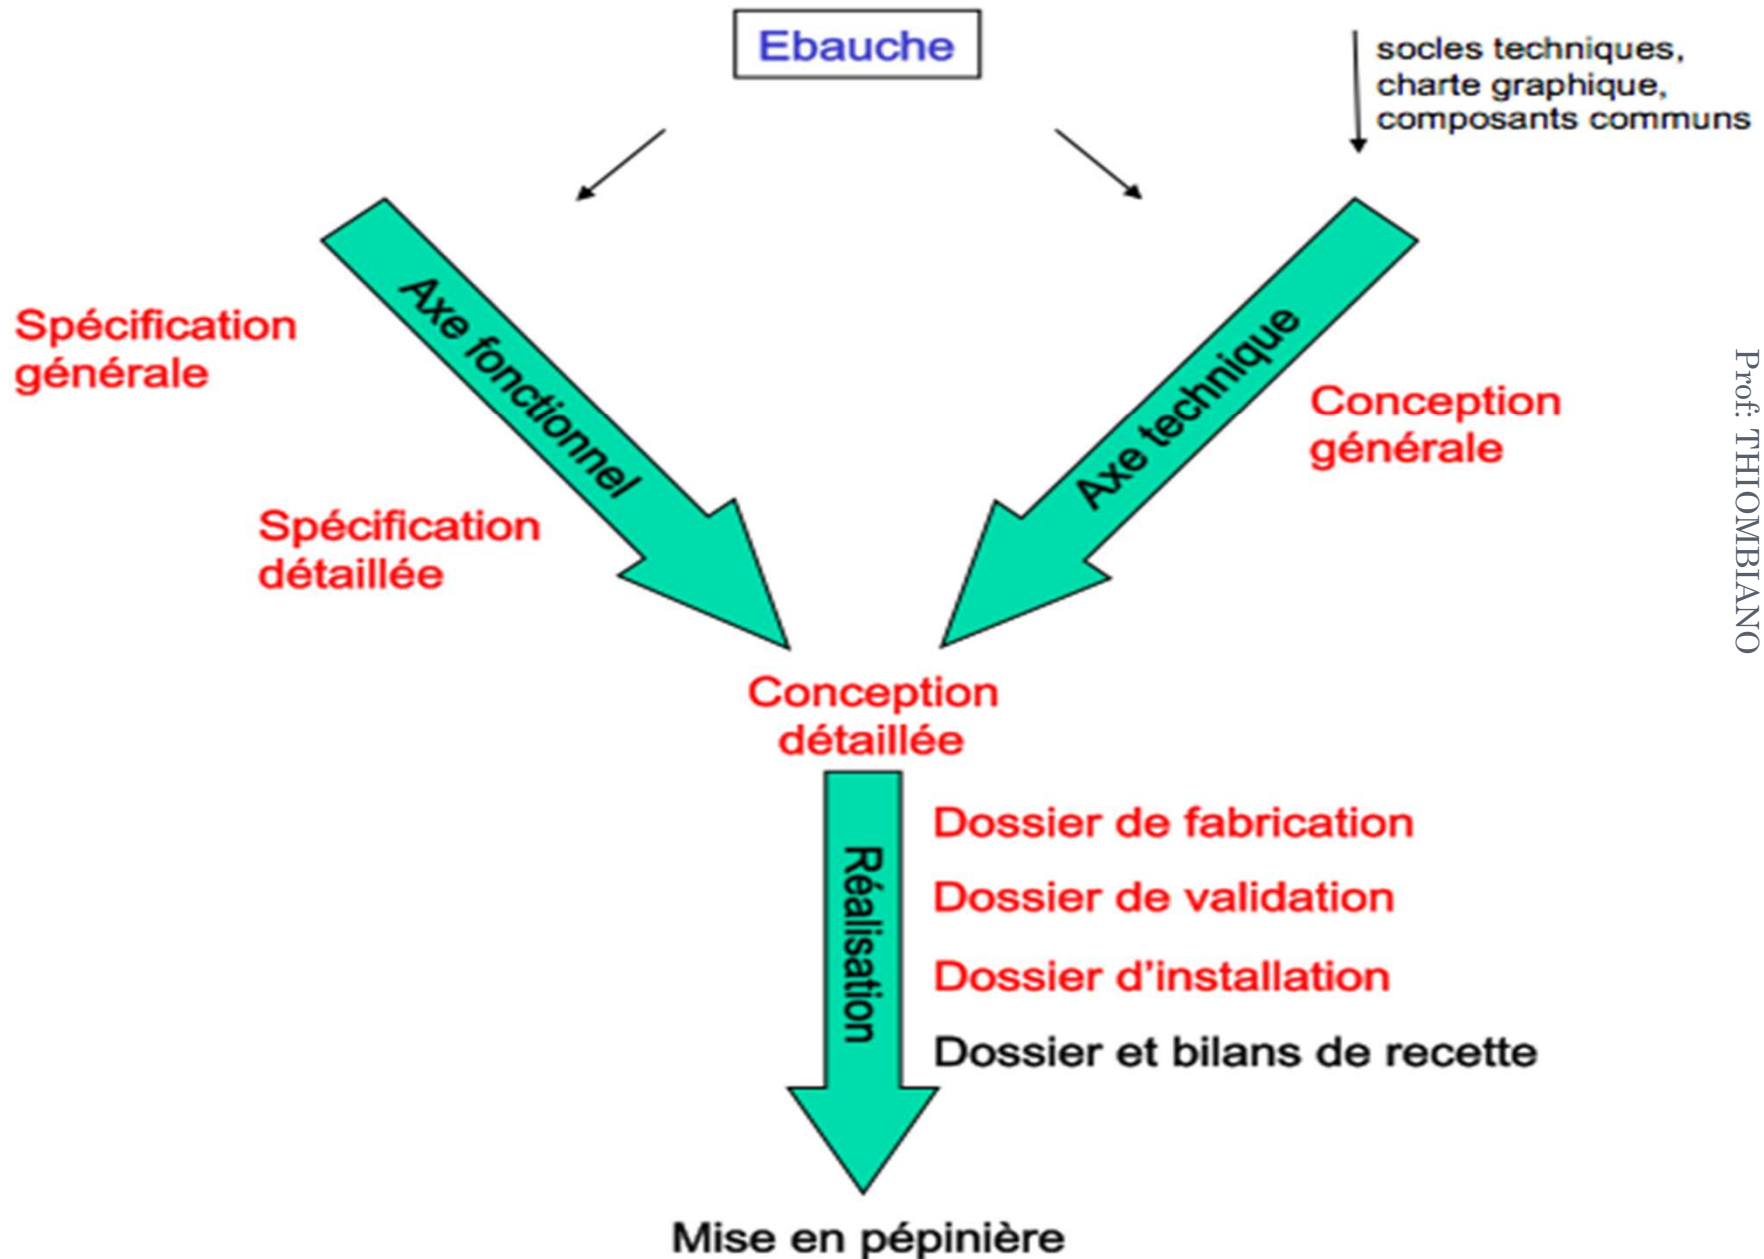 Ebauche
socles techniques,
charte graphique,
composants communs
Axe fonctionnel
Axe technique
Spécification
générale
Conception
générale
Spécification
détaillée
Conception
détaillée
Réalisation
Dossier de fabrication
Dossier de validation
Dossier d'installation
Dossier et bilans de recette
Mise en pépinière
Prof: THIOMBIANO